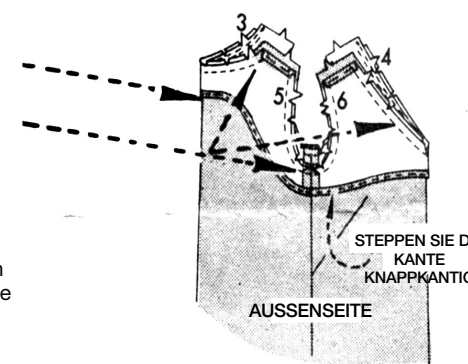 3
4
5
6
STEPPEN SIE D
KANTE
KNAPPKANTIG
AUSSENSEITE
n
e